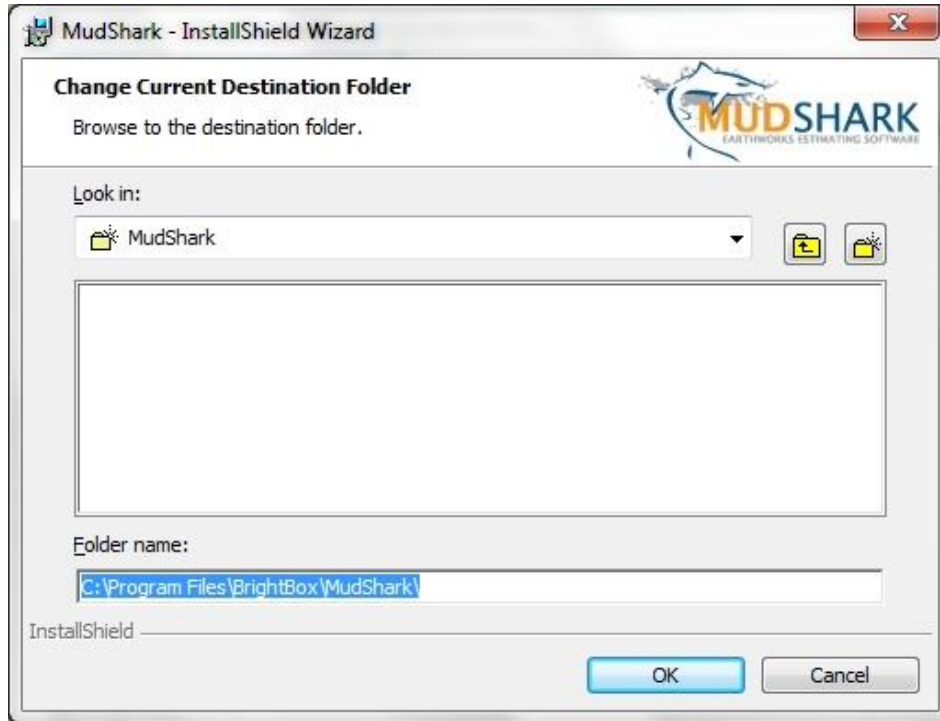 MudShark - InstallShield Wizard
Change Current Destination Folder
Browse to the destination folder.
MUDSHARK
EARTHWORKS ESTIMATING SOFTWARE
Look in:
MudShark
Folder name:
C:\Program Files\BrightBox\MudShark\
InstallShield
OK Cancel